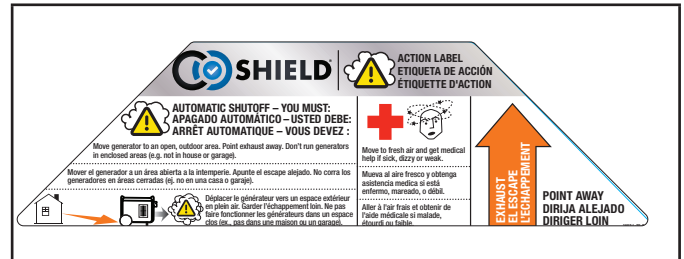 CO SHIELD®
ACTION LABEL
ETIQUETA DE ACCIÓN
ÉTIQUETTE D'ACTION
AUTOMATIC SHUTOFF – YOU MUST:
APAGADO AUTOMÁTICO – USTED DEBE:
ARRÊT AUTOMATIQUE – VOUS DEVEZ :
Move generator to an open, outdoor area. Point exhaust away. Don't run generators
in enclosed areas (e.g. not in house or garage).
Mover el generador a un área abierta a la intemperie. Apunte el escape alejado. No corra los
generadores en áreas cerradas (ej. no en una casa o garaje).
Déplacer le générateur vers un espace extérieur
en plein air. Garder l'échappement loin. Ne pas
faire fonctionner les générateurs dans un espace
clos (ex., pas dans une maison ou un garage).
Move to fresh air and get medical
help if sick, dizzy or weak.
Mueva al aire fresco y obtenga
asistencia medica si está
enfermo, mareado, o débil.
Aller à l'air frais et obtenir de
l'aide médicale si malade,
étourdi ou faible.
EXHAUST
EL ESCAPE
L'ECHAPPEMENT
POINT AWAY
DIRIJA ALEJADO
DIRIGER LOIN